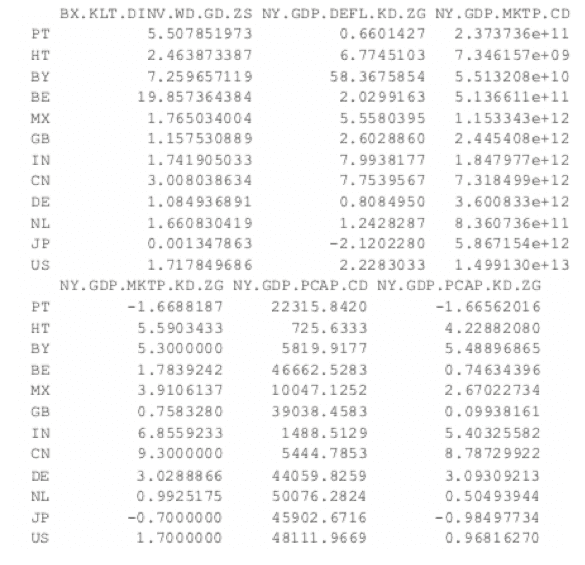 BX.KLT.DINV.WD.GD.ZS NY.GDP.DEFL.KD.ZG NY.GDP.MKTP.CD
PT 5.507851973 0.6601427 2.373736e+11
HT 2.463873387 6.7745103 7.346157e+09
BY 7.259657119 58.3675854 5.513208e+10
BE 19.857364384 2.0299163 5.136611e+11
MX 1.765034004 5.5580395 1.153343e+12
GB 1.157530889 2.6028860 2.445408e+12
IN 1.741905033 7.9938177 1.847977e+12
CN 3.008038634 7.7539567 7.318499e+12
DE 1.084936891 0.8084950 3.600833e+12
NL 1.660830419 1.2428287 8.360736e+11
JP 0.001347863 -2.1202280 5.867154e+12
US 1.717849686 2.2283033 1.499130e+13
NY.GDP.MKTP.KD.ZG NY.GDP.PCAP.CD NY.GDP.PCAP.KD.ZG
PT -1.6688187 22315.8420 -1.66562016
HT 5.5903433 725.6333 4.22882080
BY 5.3000000 5819.9177 5.48896865
BE 1.7839242 46662.5283 0.74634396
MX 3.9106137 10047.1252 2.67022734
GB 0.7583280 39038.4583 0.09938161
IN 6.8559233 1488.5129 5.40325582
CN 9.3000000 5444.7853 8.78729922
DE 3.0288866 44059.8259 3.09309213
NL 0.9925175 50076.2824 0.50493944
JP -0.7000000 45902.6716 -0.98497734
US 1.7000000 48111.9669 0.96816270